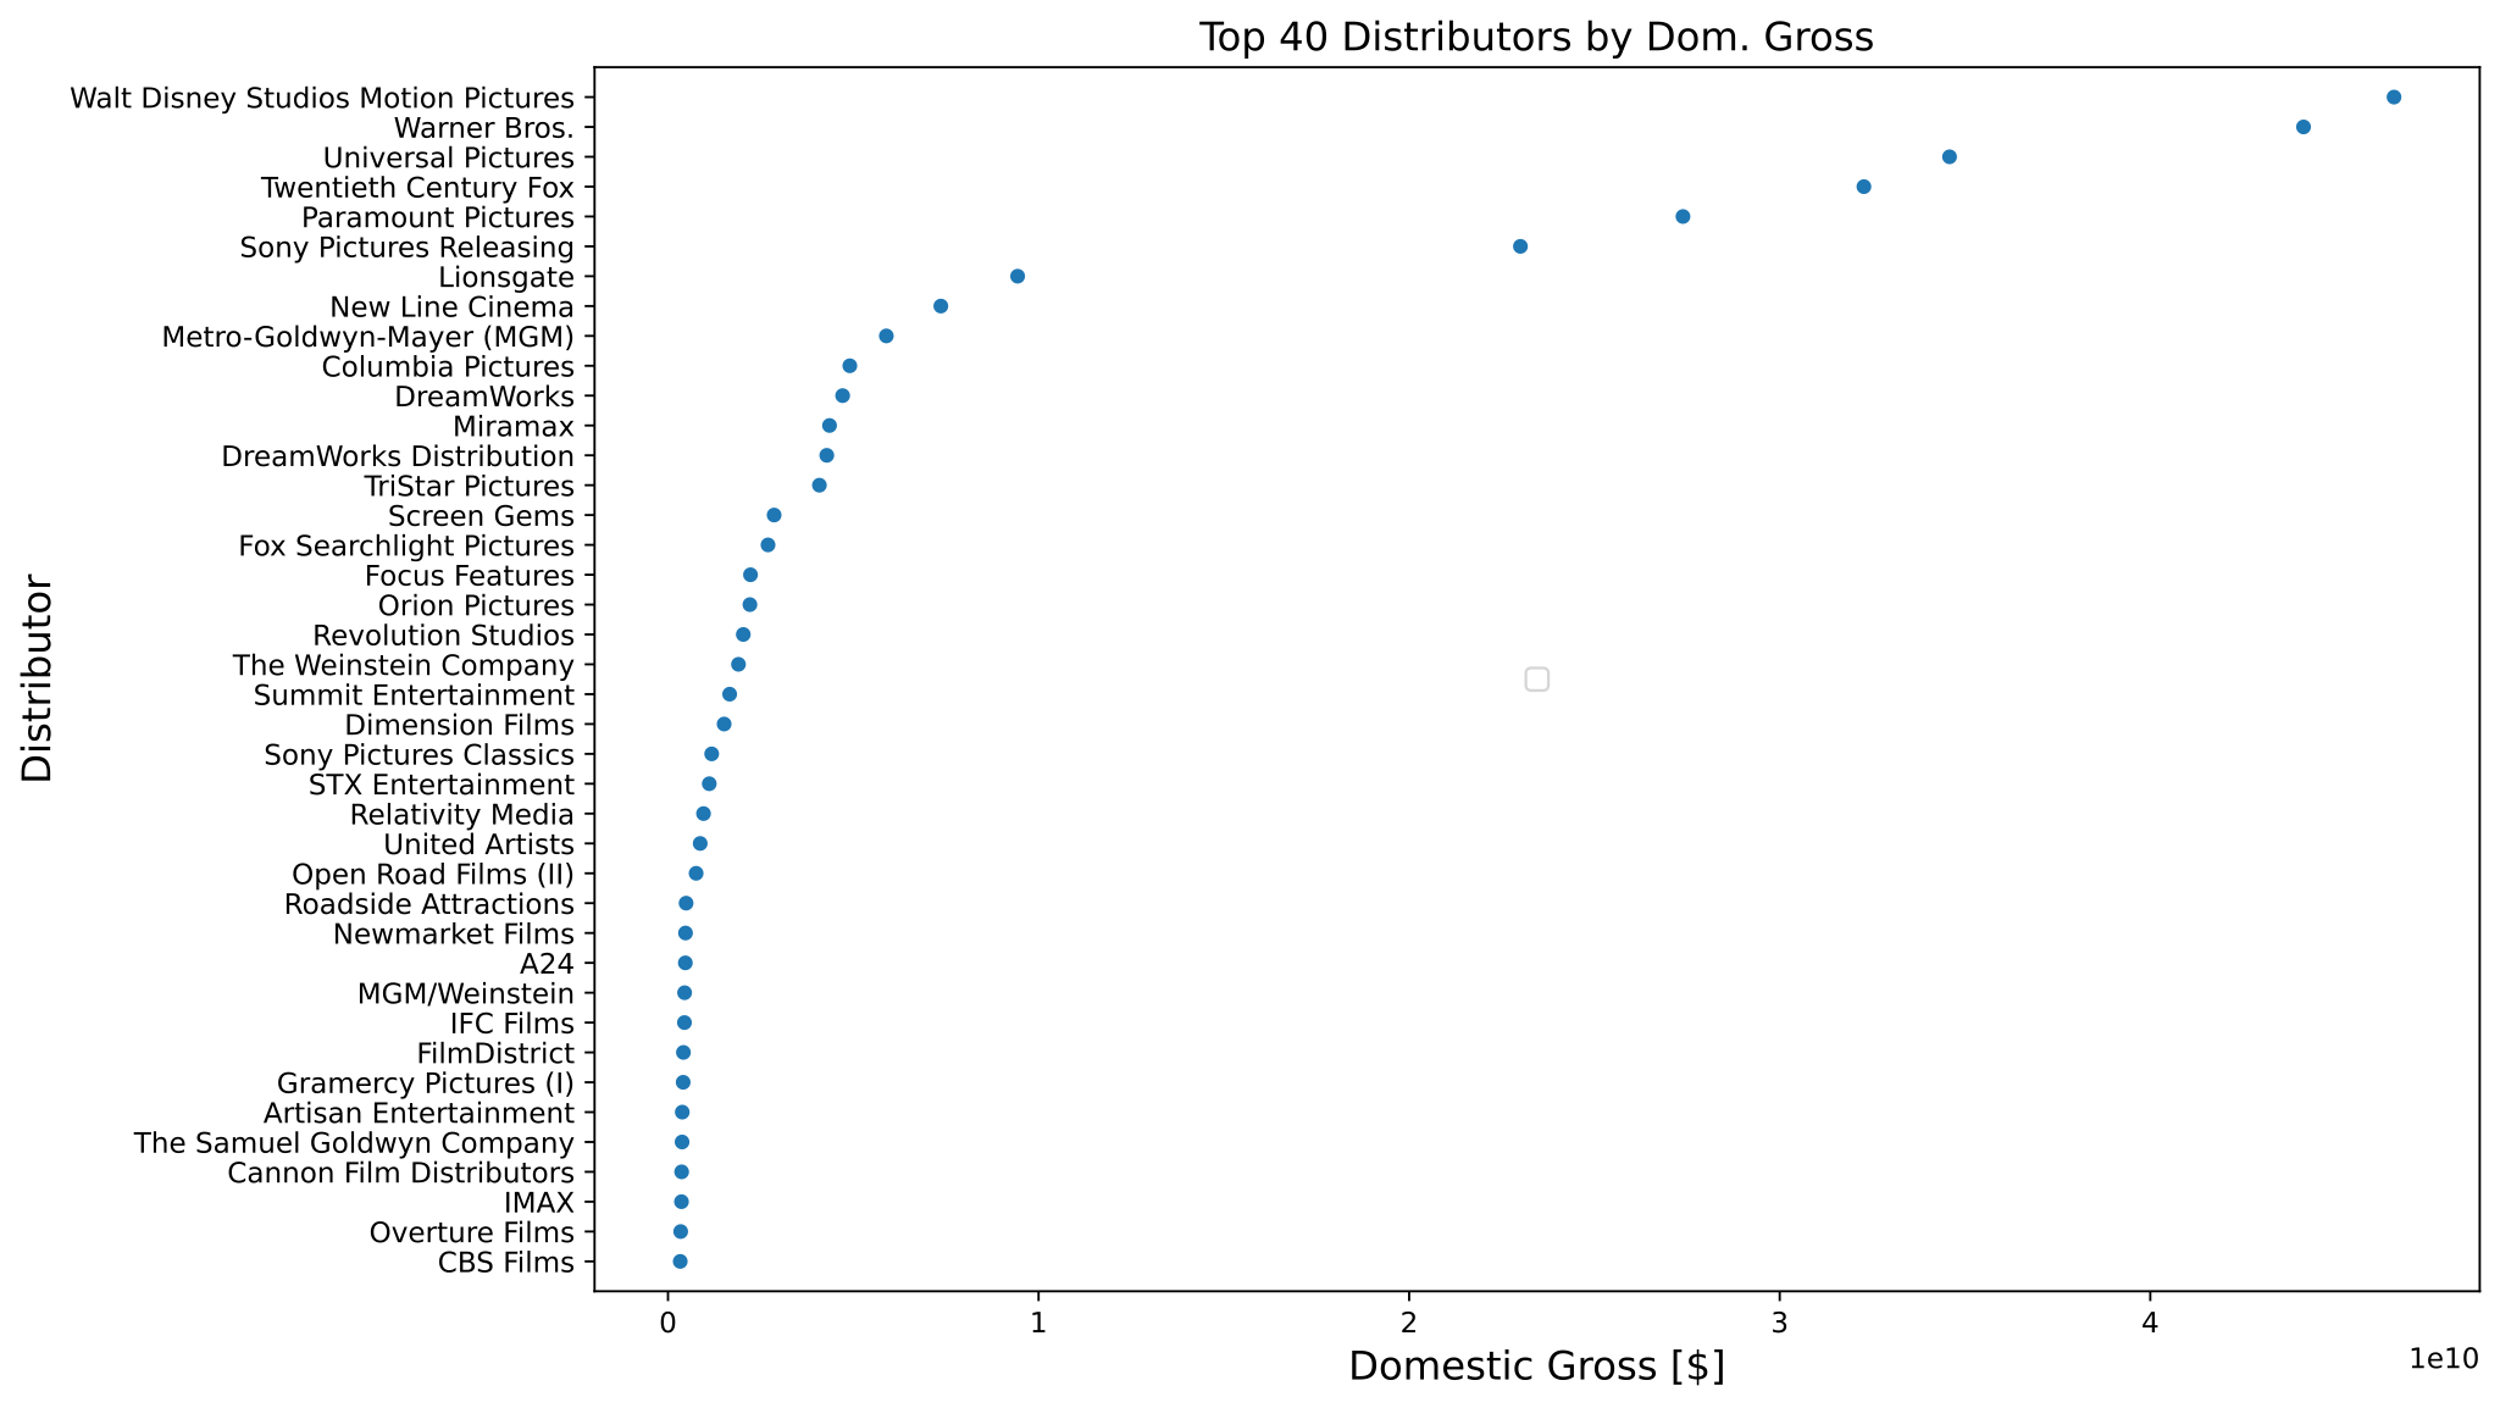 Top 40 Distributors by Dom. Gross
Walt Disney Studios Motion Pictures
Warner Bros.
Universal Pictures
Twentieth Century Fox
Paramount Pictures
Sony Pictures Releasing
Lionsgate
New Line Cinema
Metro-Goldwyn-Mayer (MGM)
Columbia Pictures
DreamWorks
Miramax
DreamWorks Distribution
TriStar Pictures
Screen Gems
Fox Searchlight Pictures
Focus Features
Orion Pictures
Revolution Studios
The Weinstein Company
Summit Entertainment
Dimension Films
Sony Pictures Classics
STX Entertainment
Relativity Media
United Artists
Open Road Films (II)
Roadside Attractions
Newmarket Films
A24
MGM/Weinstein
IFC Films
FilmDistrict
Gramercy Pictures (I)
Artisan Entertainment
The Samuel Goldwyn Company
Cannon Film Distributors
IMAX
Overture Films
CBS Films
Distributor
0 1 2 3 4
1e10
Domestic Gross [$]